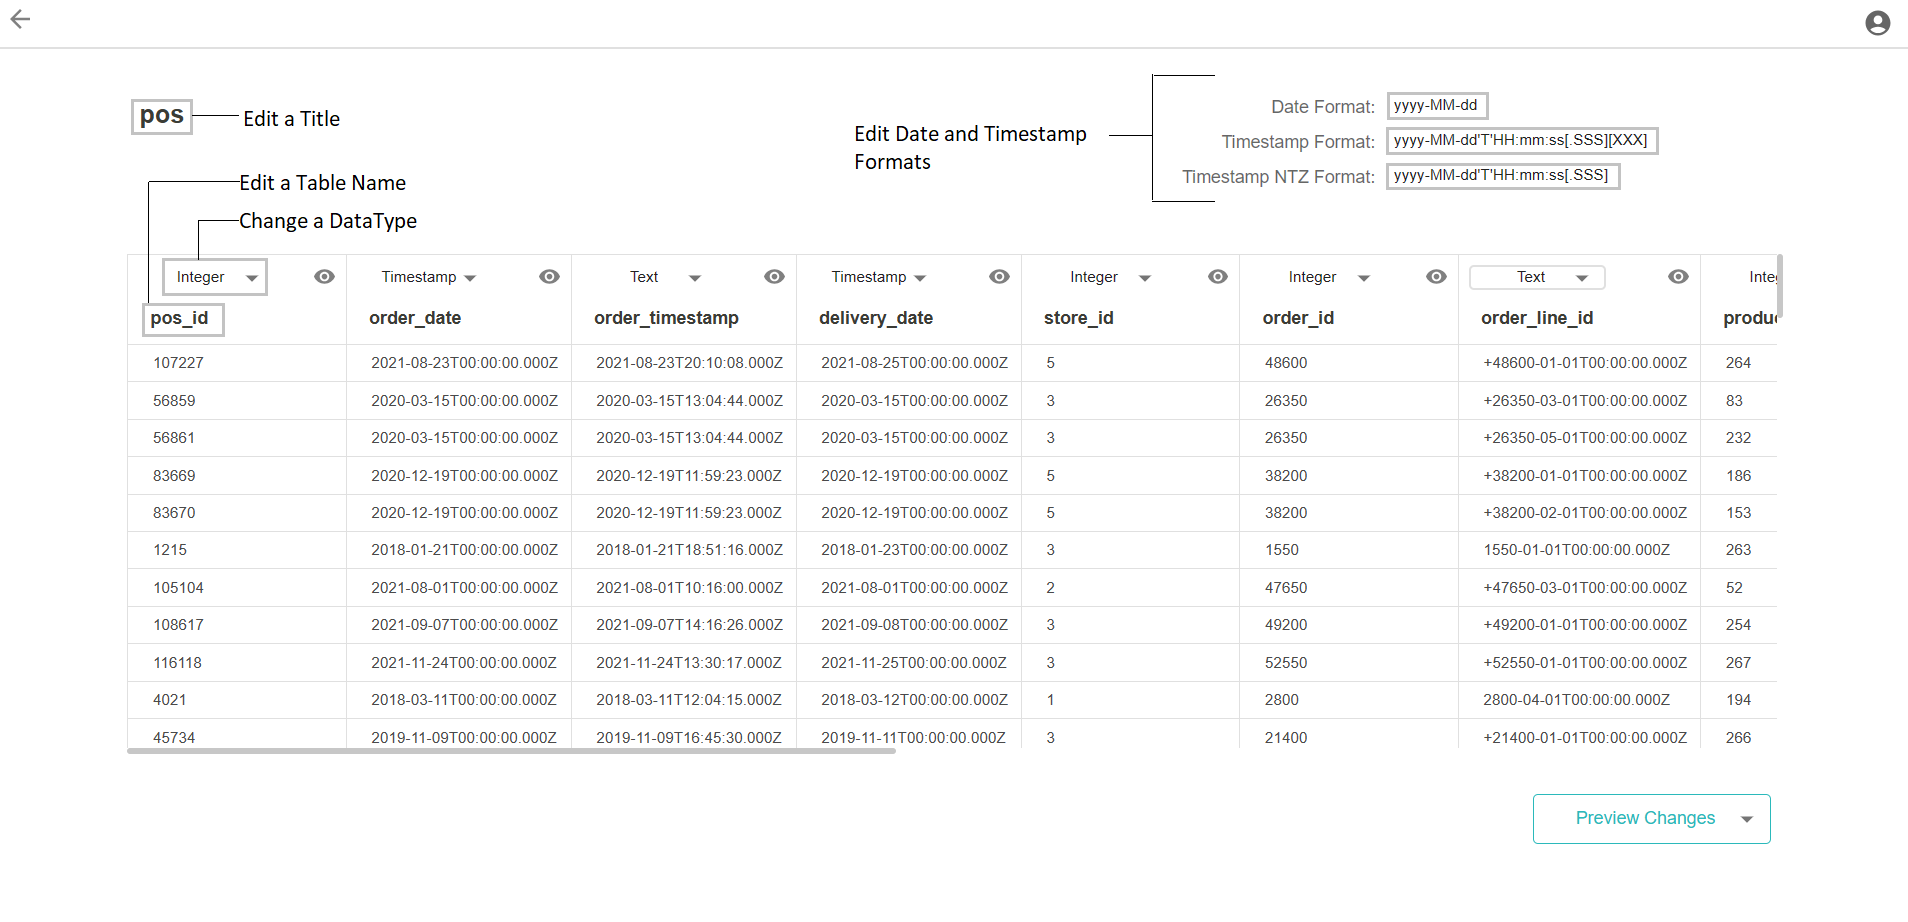 pos
Edit a Title
Edit Date and Timestamp
Formats
Date Format: yyyy-MM-dd
Timestamp Format: yyyy-MM-dd'T'HH:mm:ss[.SSS][XXX]
Timestamp NTZ Format: yyyy-MM-dd'T'HH:mm:ss[.SSS]
Edit a Table Name
Change a DataType
Integer Timestamp Text Timestamp Integer Integer Text Integ
pos_id order_date order_timestamp delivery_date store_id order_id order_line_id produc
107227 2021-08-23T00:00:00.000Z 2021-08-23T20:10:08.000Z 2021-08-25T00:00:00.000Z 5 48600 +48600-01-01T00:00:00.000Z 264
56859 2020-03-15T00:00:00.000Z 2020-03-15T13:04:44.000Z 2020-03-15T00:00:00.000Z 3 26350 +26350-03-01T00:00:00.000Z 83
56861 2020-03-15T00:00:00.000Z 2020-03-15T13:04:44.000Z 2020-03-15T00:00:00.000Z 3 26350 +26350-05-01T00:00:00.000Z 232
83669 2020-12-19T00:00:00.000Z 2020-12-19T11:59:23.000Z 2020-12-19T00:00:00.000Z 5 38200 +38200-01-01T00:00:00.000Z 186
83670 2020-12-19T00:00:00.000Z 2020-12-19T11:59:23.000Z 2020-12-19T00:00:00.000Z 5 38200 +38200-02-01T00:00:00.000Z 153
1215 2018-01-21T00:00:00.000Z 2018-01-21T18:51:16.000Z 2018-01-23T00:00:00.000Z 3 1550 1550-01-01T00:00:00.000Z 263
105104 2021-08-01T00:00:00.000Z 2021-08-01T10:16:00.000Z 2021-08-01T00:00:00.000Z 2 47650 +47650-03-01T00:00:00.000Z 52
108617 2021-09-07T00:00:00.000Z 2021-09-07T14:16:26.000Z 2021-09-08T00:00:00.000Z 3 49200 +49200-01-01T00:00:00.000Z 254
116118 2021-11-24T00:00:00.000Z 2021-11-24T13:30:17.000Z 2021-11-25T00:00:00.000Z 3 52550 +52550-01-01T00:00:00.000Z 267
4021 2018-03-11T00:00:00.000Z 2018-03-11T12:04:15.000Z 2018-03-12T00:00:00.000Z 1 2800 2800-04-01T00:00:00.000Z 194
45734 2019-11-09T00:00:00.000Z 2019-11-09T16:45:30.000Z 2019-11-11T00:00:00.000Z 3 21400 +21400-01-01T00:00:00.000Z 266
Preview Changes